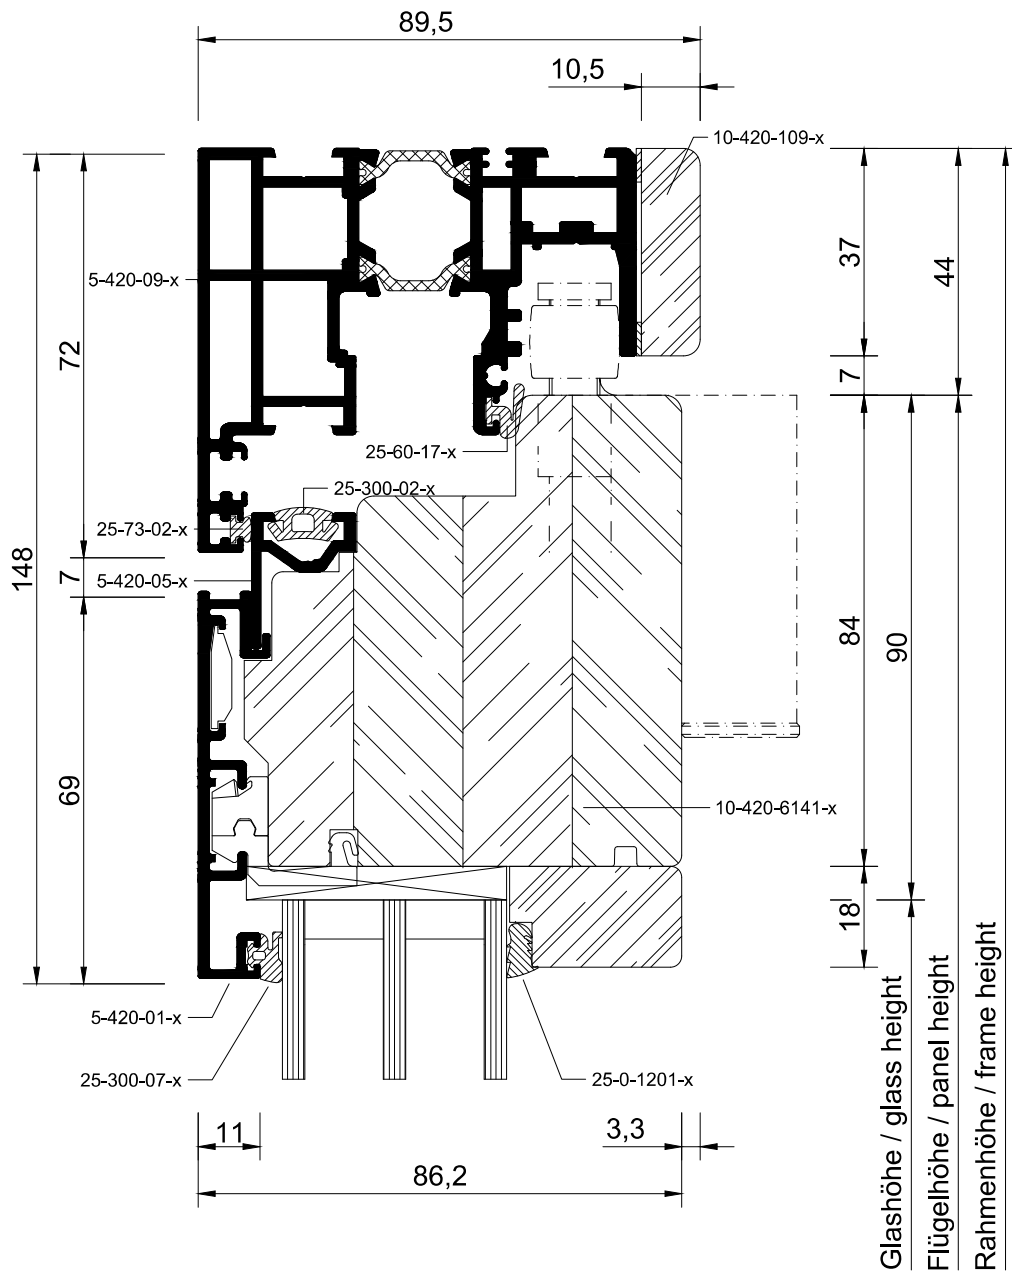 89,5
10,5
10-420-109-x
37
44
5-420-09-x
72
7
25-60-17-x
25-300-02-x
25-73-02-x
148
7
5-420-05-x
84
90
69
10-420-6141-x
18
5-420-01-x
25-300-07-x
25-0-1201-x
11
3,3
86,2
Glashöhe / glass height
Flügelhöhe / panel height
Rahmenhöhe / frame height